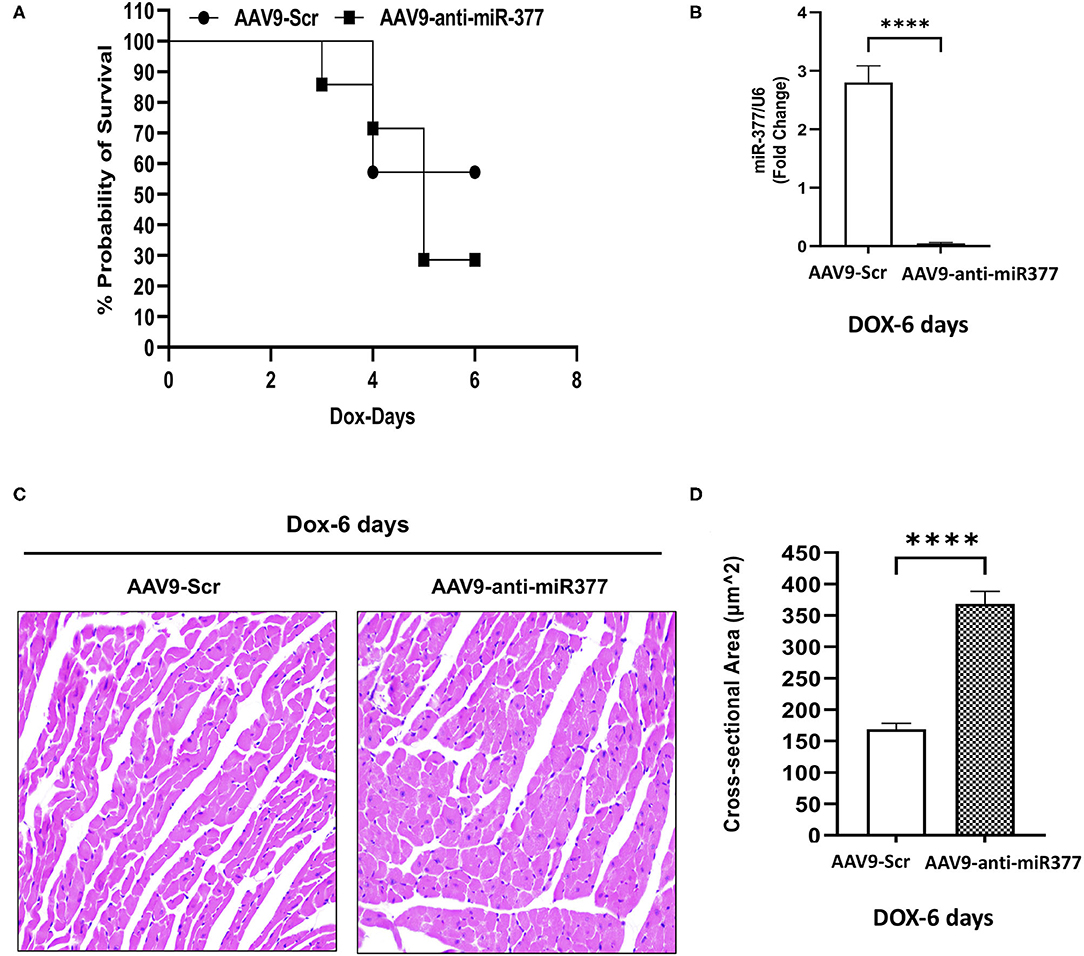 A
AAV9-Scr AAV9-anti-miR-377
110
100
90
80
70
60
50
40
30
20
10
0
% Probability of Survival
0 2 4 6 8
Dox-Days
B
****
4
3
2
1
0
miR-377/U6
(Fold Change)
AAV9-Scr AAV9-anti-miR377
DOX-6 days
C
Dox-6 days
AAV9-Scr AAV9-anti-miR377
D
****
450
400
350
300
250
200
150
100
50
0
Cross-sectional Area (µm^2)
AAV9-Scr AAV9-anti-miR377
DOX-6 days